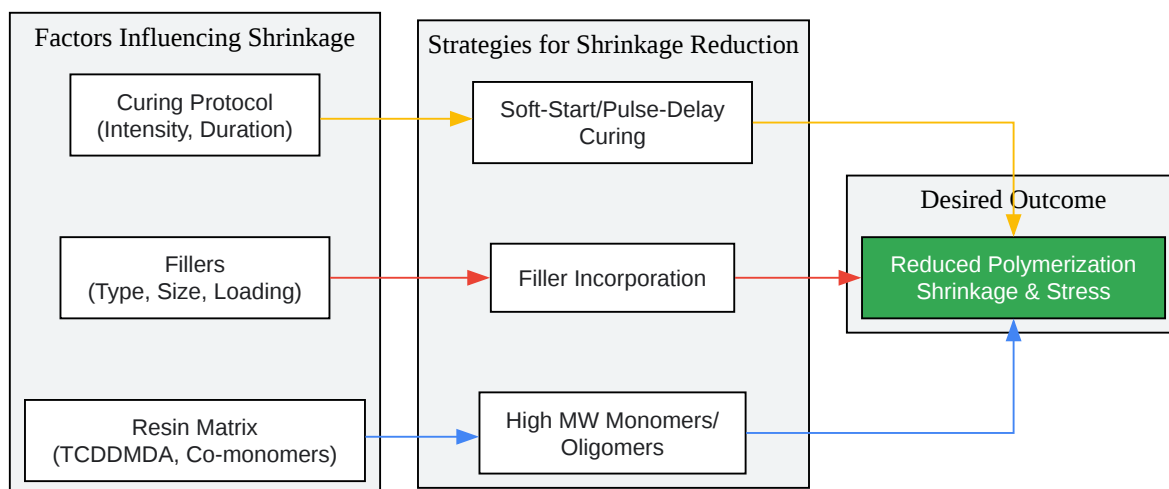 Factors Influencing Shrinkage
Curing Protocol
(Intensity, Duration)
Fillers
(Type, Size, Loading)
Resin Matrix
(TCDDMDA, Co-monomers)
Strategies for Shrinkage Reduction
Soft-Start/Pulse-Delay
Curing
Filler Incorporation
High MW Monomers/
Oligomers
Desired Outcome
Reduced Polymerization
Shrinkage & Stress